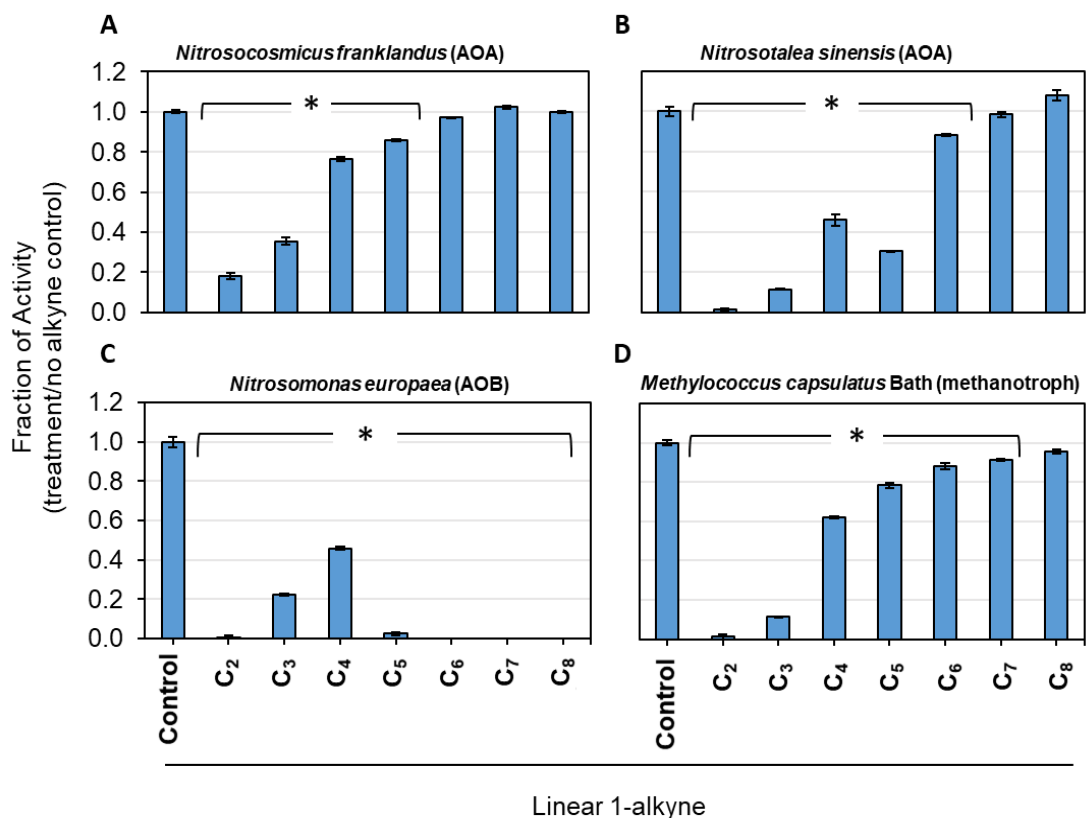 A
Nitrosocosmicus franklandus (AOA)
B
Nitrosotalea sinensis (AOA)
Fraction of Activity
(treatment/no alkyne control)
1.2
1.0
0.8
0.6
0.4
0.2
0.0
*
*
C
Nitrosomonas europaea (AOB)
D
Methylococcus capsulatus Bath (methanotroph)
1.2
1.0
0.8
0.6
0.4
0.2
0.0
*
*
Control
C₂
C₃
C₄
C₅
C₆
C₇
C₈
Control
C₂
C₃
C₄
C₅
C₆
C₇
C₈
Linear 1-alkyne